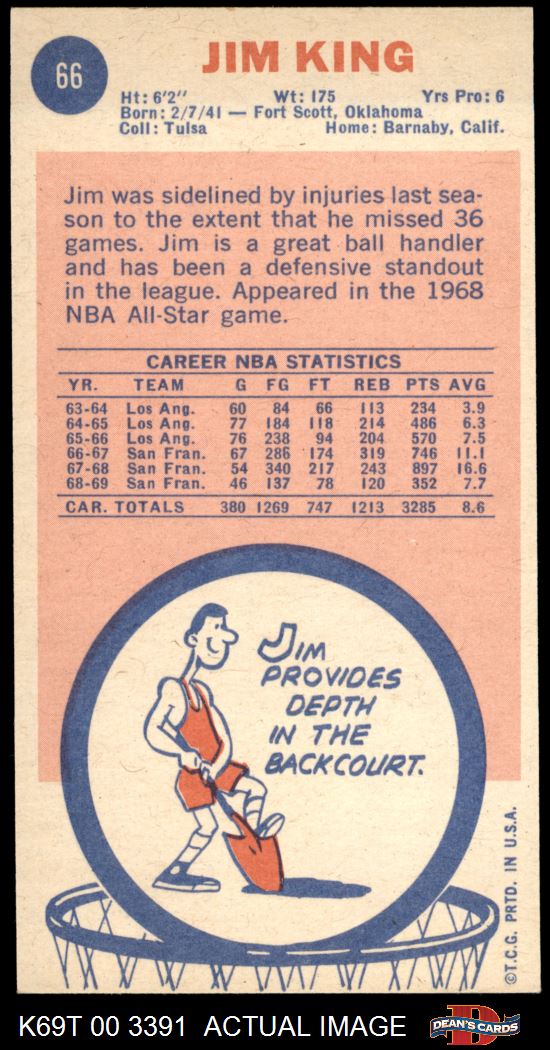 66
JIM KING
Ht: 6'2" Wt: 175 Yrs Pro: 6
Born: 2/7/41 — Fort Scott, Oklahoma
Coll: Tulsa Home: Barnaby, Calif.
Jim was sidelined by injuries last sea-
son to the extent that he missed 36
games. Jim is a great ball handler
and has been a defensive standout
in the league. Appeared in the 1968
NBA All-Star game.
CAREER NBA STATISTICS
YR. TEAM G FG FT REB PTS AVG
63-64 Los Ang. 60 84 66 113 234 3.9
64-65 Los Ang. 77 184 118 214 486 6.3
65-66 Los Ang. 76 238 94 204 570 7.5
66-67 San Fran. 67 286 174 319 746 11.1
67-68 San Fran. 54 340 217 243 897 16.6
68-69 San Fran. 46 137 78 120 352 7.7
CAR. TOTALS 380 1269 747 1213 3285 8.6
JIM
PROVIDES
DEPTH
IN THE
BACKCOURT.
©T.C.G. PRTD. IN U.S.A.
K69T 00 3391 ACTUAL IMAGE
D
DEAN'S CARDS